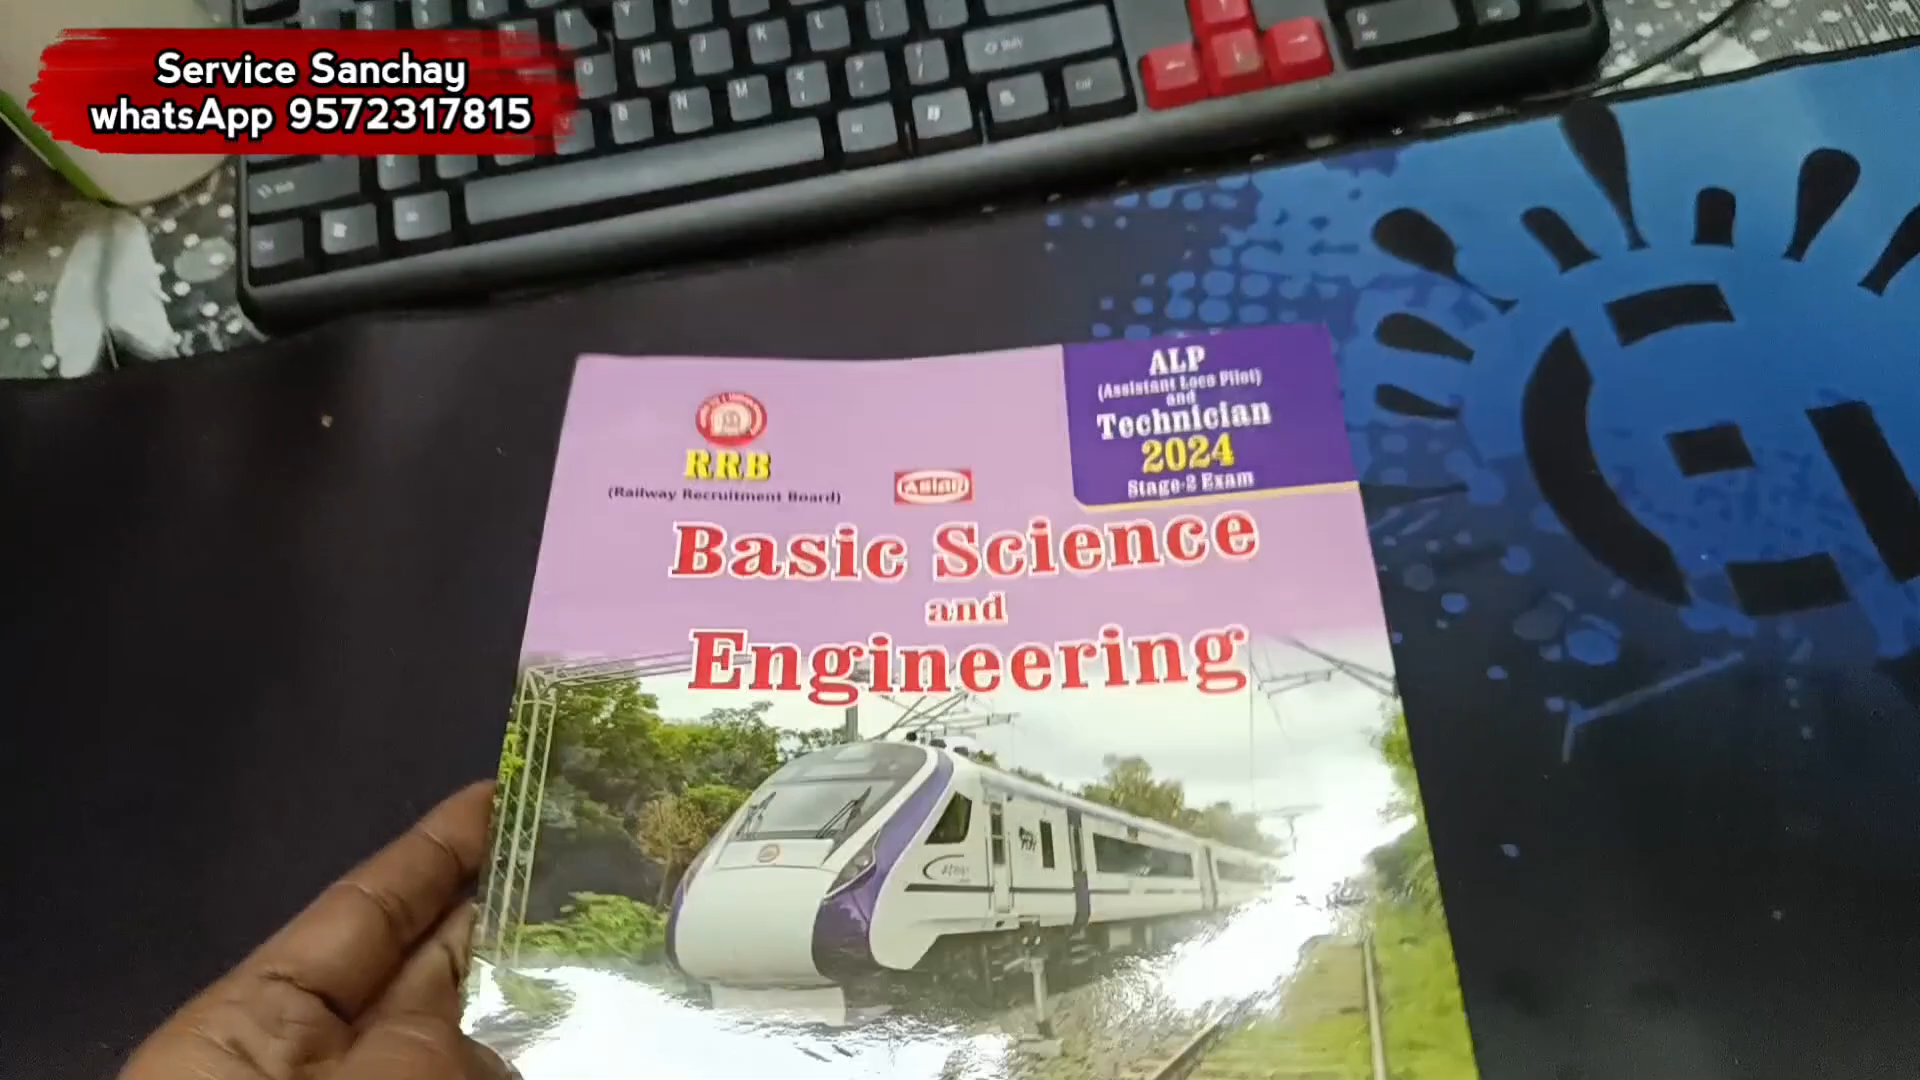 Service Sanchay
whatsApp 9572317815
ALP
(Assistant Loco Pilot)
and
Technician
2024
Stage-2 Exam
RRB
(Railway Recruitment Board)
Asian
Basic Science
and
Engineering